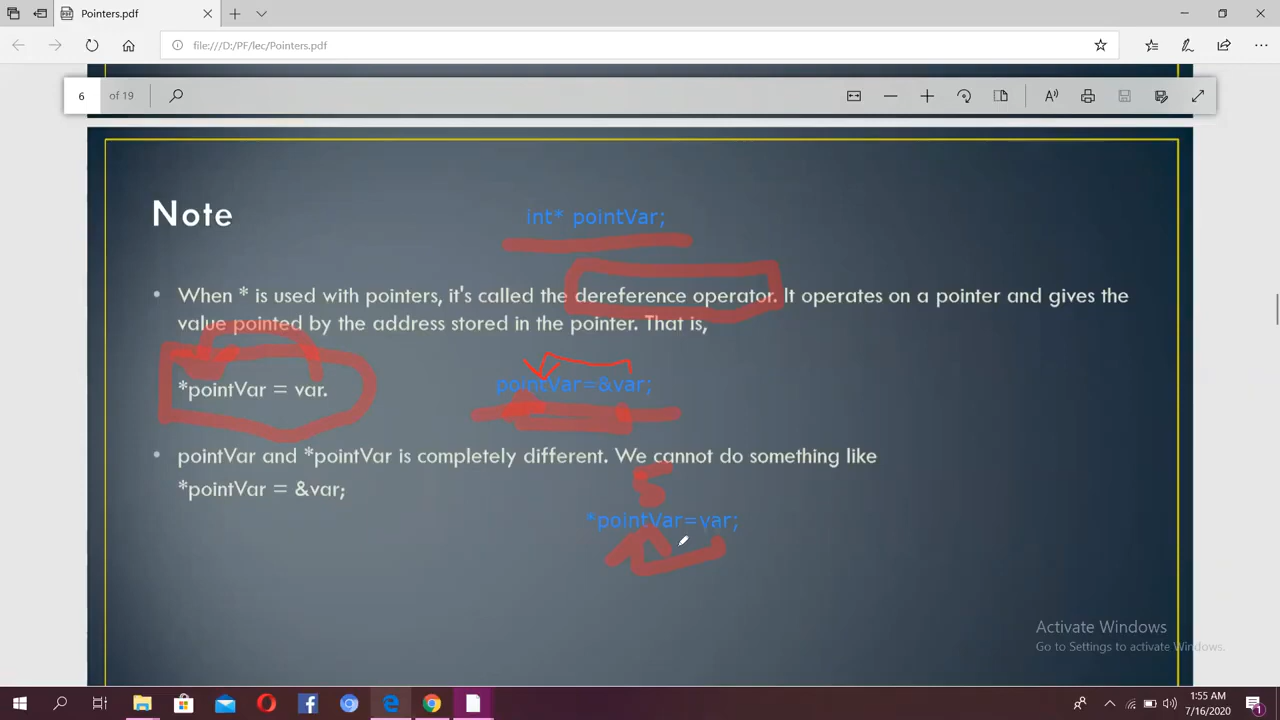 Pointers.pdf
file:///D:/PF/lec/Pointers.pdf
6 of 19
Note
int* pointVar;
• When * is used with pointers, it's called the dereference operator. It operates on a pointer and gives the
value pointed by the address stored in the pointer. That is,
*pointVar = var.
pointVar=&var;
• pointVar and *pointVar is completely different. We cannot do something like
*pointVar = &var;
5
*pointVar=var;
Activate Windows
Go to Settings to activate Windows.
1:55 AM
7/16/2020
1